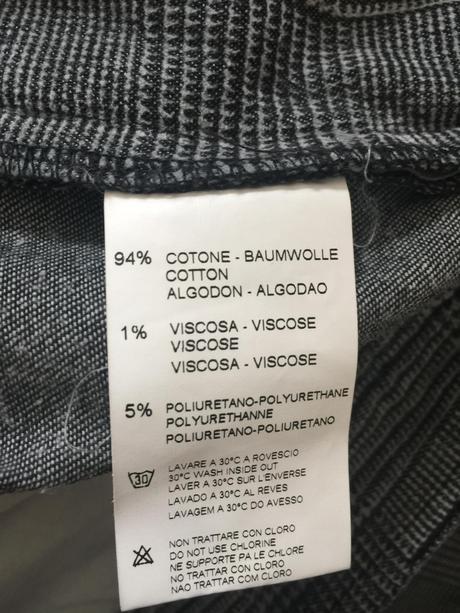 94% COTONE - BAUMWOLLE
COTTON
ALGODON - ALGODAO
1% VISCOSA - VISCOSE
VISCOSE
VISCOSA - VISCOSE
5% POLIURETANO-POLYURETHANE
POLYURETHANNE
POLIURETANO-POLIURETANO
30
LAVARE A 30°C A ROVESCIO
30°C WASH INSIDE OUT
LAVER A 30°C SUR L'ENVERSE
LAVADO A 30°C AL REVES
LAVAGEM A 30°C DO AVESSO
NON TRATTARE CON CLORO
DO NOT USE CHLORINE
NE SUPPORTE PA LE CHLORE
NO TRATTAR CON CLORO
NÃO TRATTAR COM CLORO